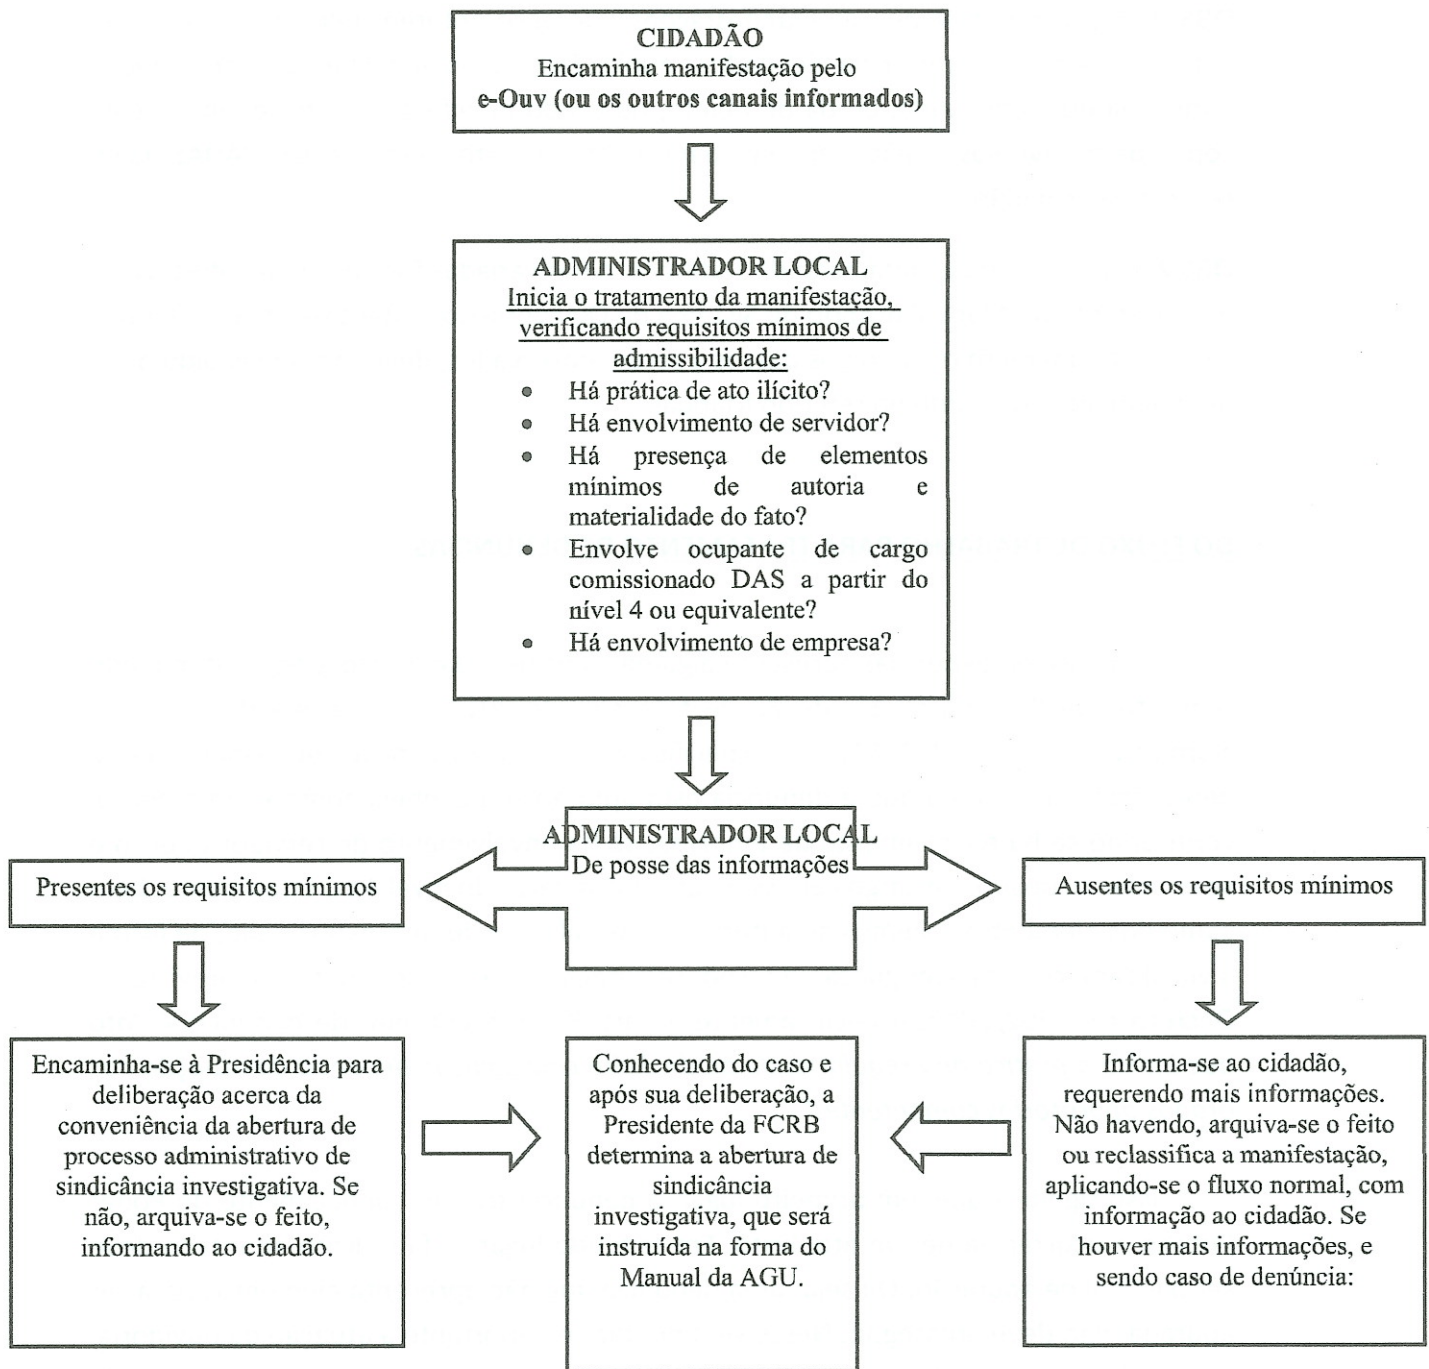 CIDADÃO
Encaminha manifestação pelo
e-Ouv (ou os outros canais informados)
ADMINISTRADOR LOCAL
Inicia o tratamento da manifestação,
verificando requisitos mínimos de
admissibilidade:
• Há prática de ato ilícito?
• Há envolvimento de servidor?
• Há presença de elementos
mínimos de autoria e
materialidade do fato?
• Envolve ocupante de cargo
comissionado DAS a partir do
nível 4 ou equivalente?
• Há envolvimento de empresa?
ADMINISTRADOR LOCAL
De posse das informações
Presentes os requisitos mínimos
Ausentes os requisitos mínimos
Encaminha-se à Presidência para
deliberação acerca da
conveniência da abertura de
processo administrativo de
sindicância investigativa. Se
não, arquiva-se o feito,
informando ao cidadão.
Conhecendo do caso e
após sua deliberação, a
Presidente da FCRB
determina a abertura de
sindicância
investigativa, que será
instruída na forma do
Manual da AGU.
Informa-se ao cidadão,
requerendo mais informações.
Não havendo, arquiva-se o feito
ou reclassifica a manifestação,
aplicando-se o fluxo normal, com
informação ao cidadão. Se
houver mais informações, e
sendo caso de denúncia: